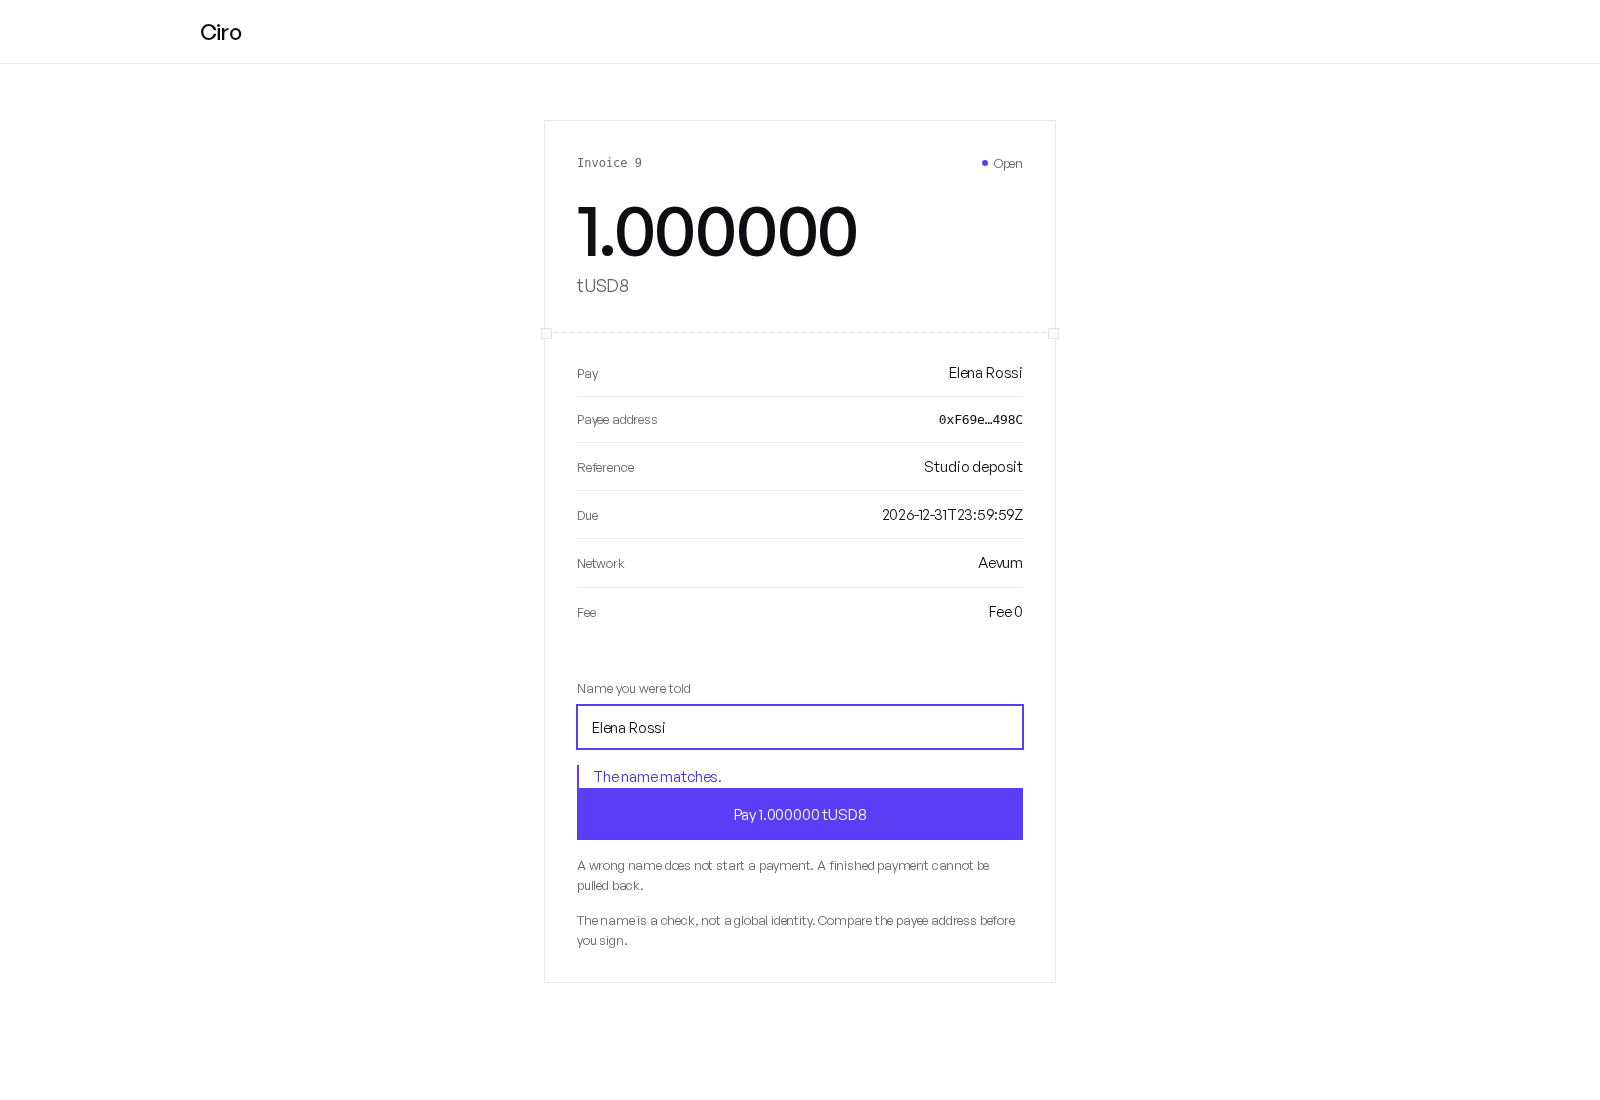 Ciro
Invoice 9
Open
1.000000
tUSD8
Pay
Elena Rossi
Payee address
0xF69e…498C
Reference
Studio deposit
Due
2026-12-31T23:59:59Z
Network
Aevum
Fee
Fee 0
Name you were told
Elena Rossi
The name matches.
Pay 1.000000 tUSD8
A wrong name does not start a payment. A finished payment cannot be
pulled back.
The name is a check, not a global identity. Compare the payee address before
you sign.